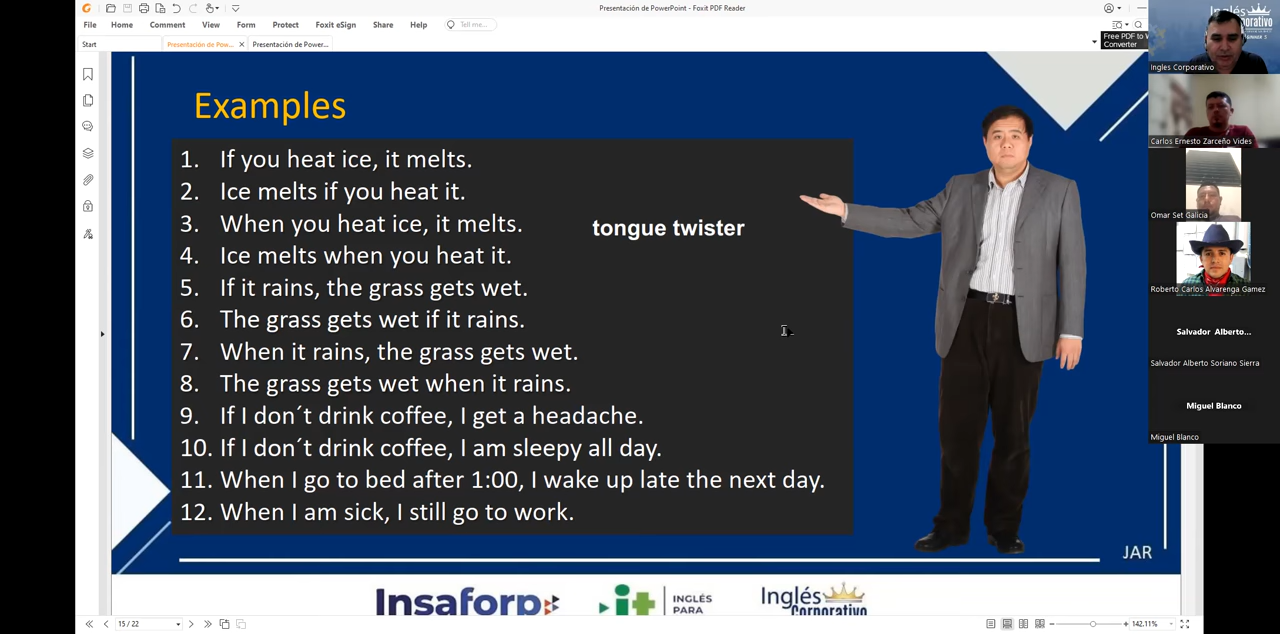 Presentación de PowerPoint - Foxit PDF Reader
File Home Comment View Form Protect Foxit eSign Share Help Tell me...
Start Presentación de Pow... Presentación de Power...
Free PDF to W
Converter
Examples
1. If you heat ice, it melts.
2. Ice melts if you heat it.
3. When you heat ice, it melts.
4. Ice melts when you heat it.
5. If it rains, the grass gets wet.
6. The grass gets wet if it rains.
7. When it rains, the grass gets wet.
8. The grass gets wet when it rains.
9. If I don´t drink coffee, I get a headache.
10. If I don´t drink coffee, I am sleepy all day.
11. When I go to bed after 1:00, I wake up late the next day.
12. When I am sick, I still go to work.
tongue twister
JAR
Insaforp
it INGLÉS
PARA
Inglés
Corporativo
15 / 22
142.11%
Inglés
Corporativo
Ingles Corporativo
Carlos Ernesto Zarceño Vides
Omar Set Galicia
Roberto Carlos Alvarenga Gamez
Salvador Alberto...
Salvador Alberto Soriano Sierra
Miguel Blanco
Miguel Blanco